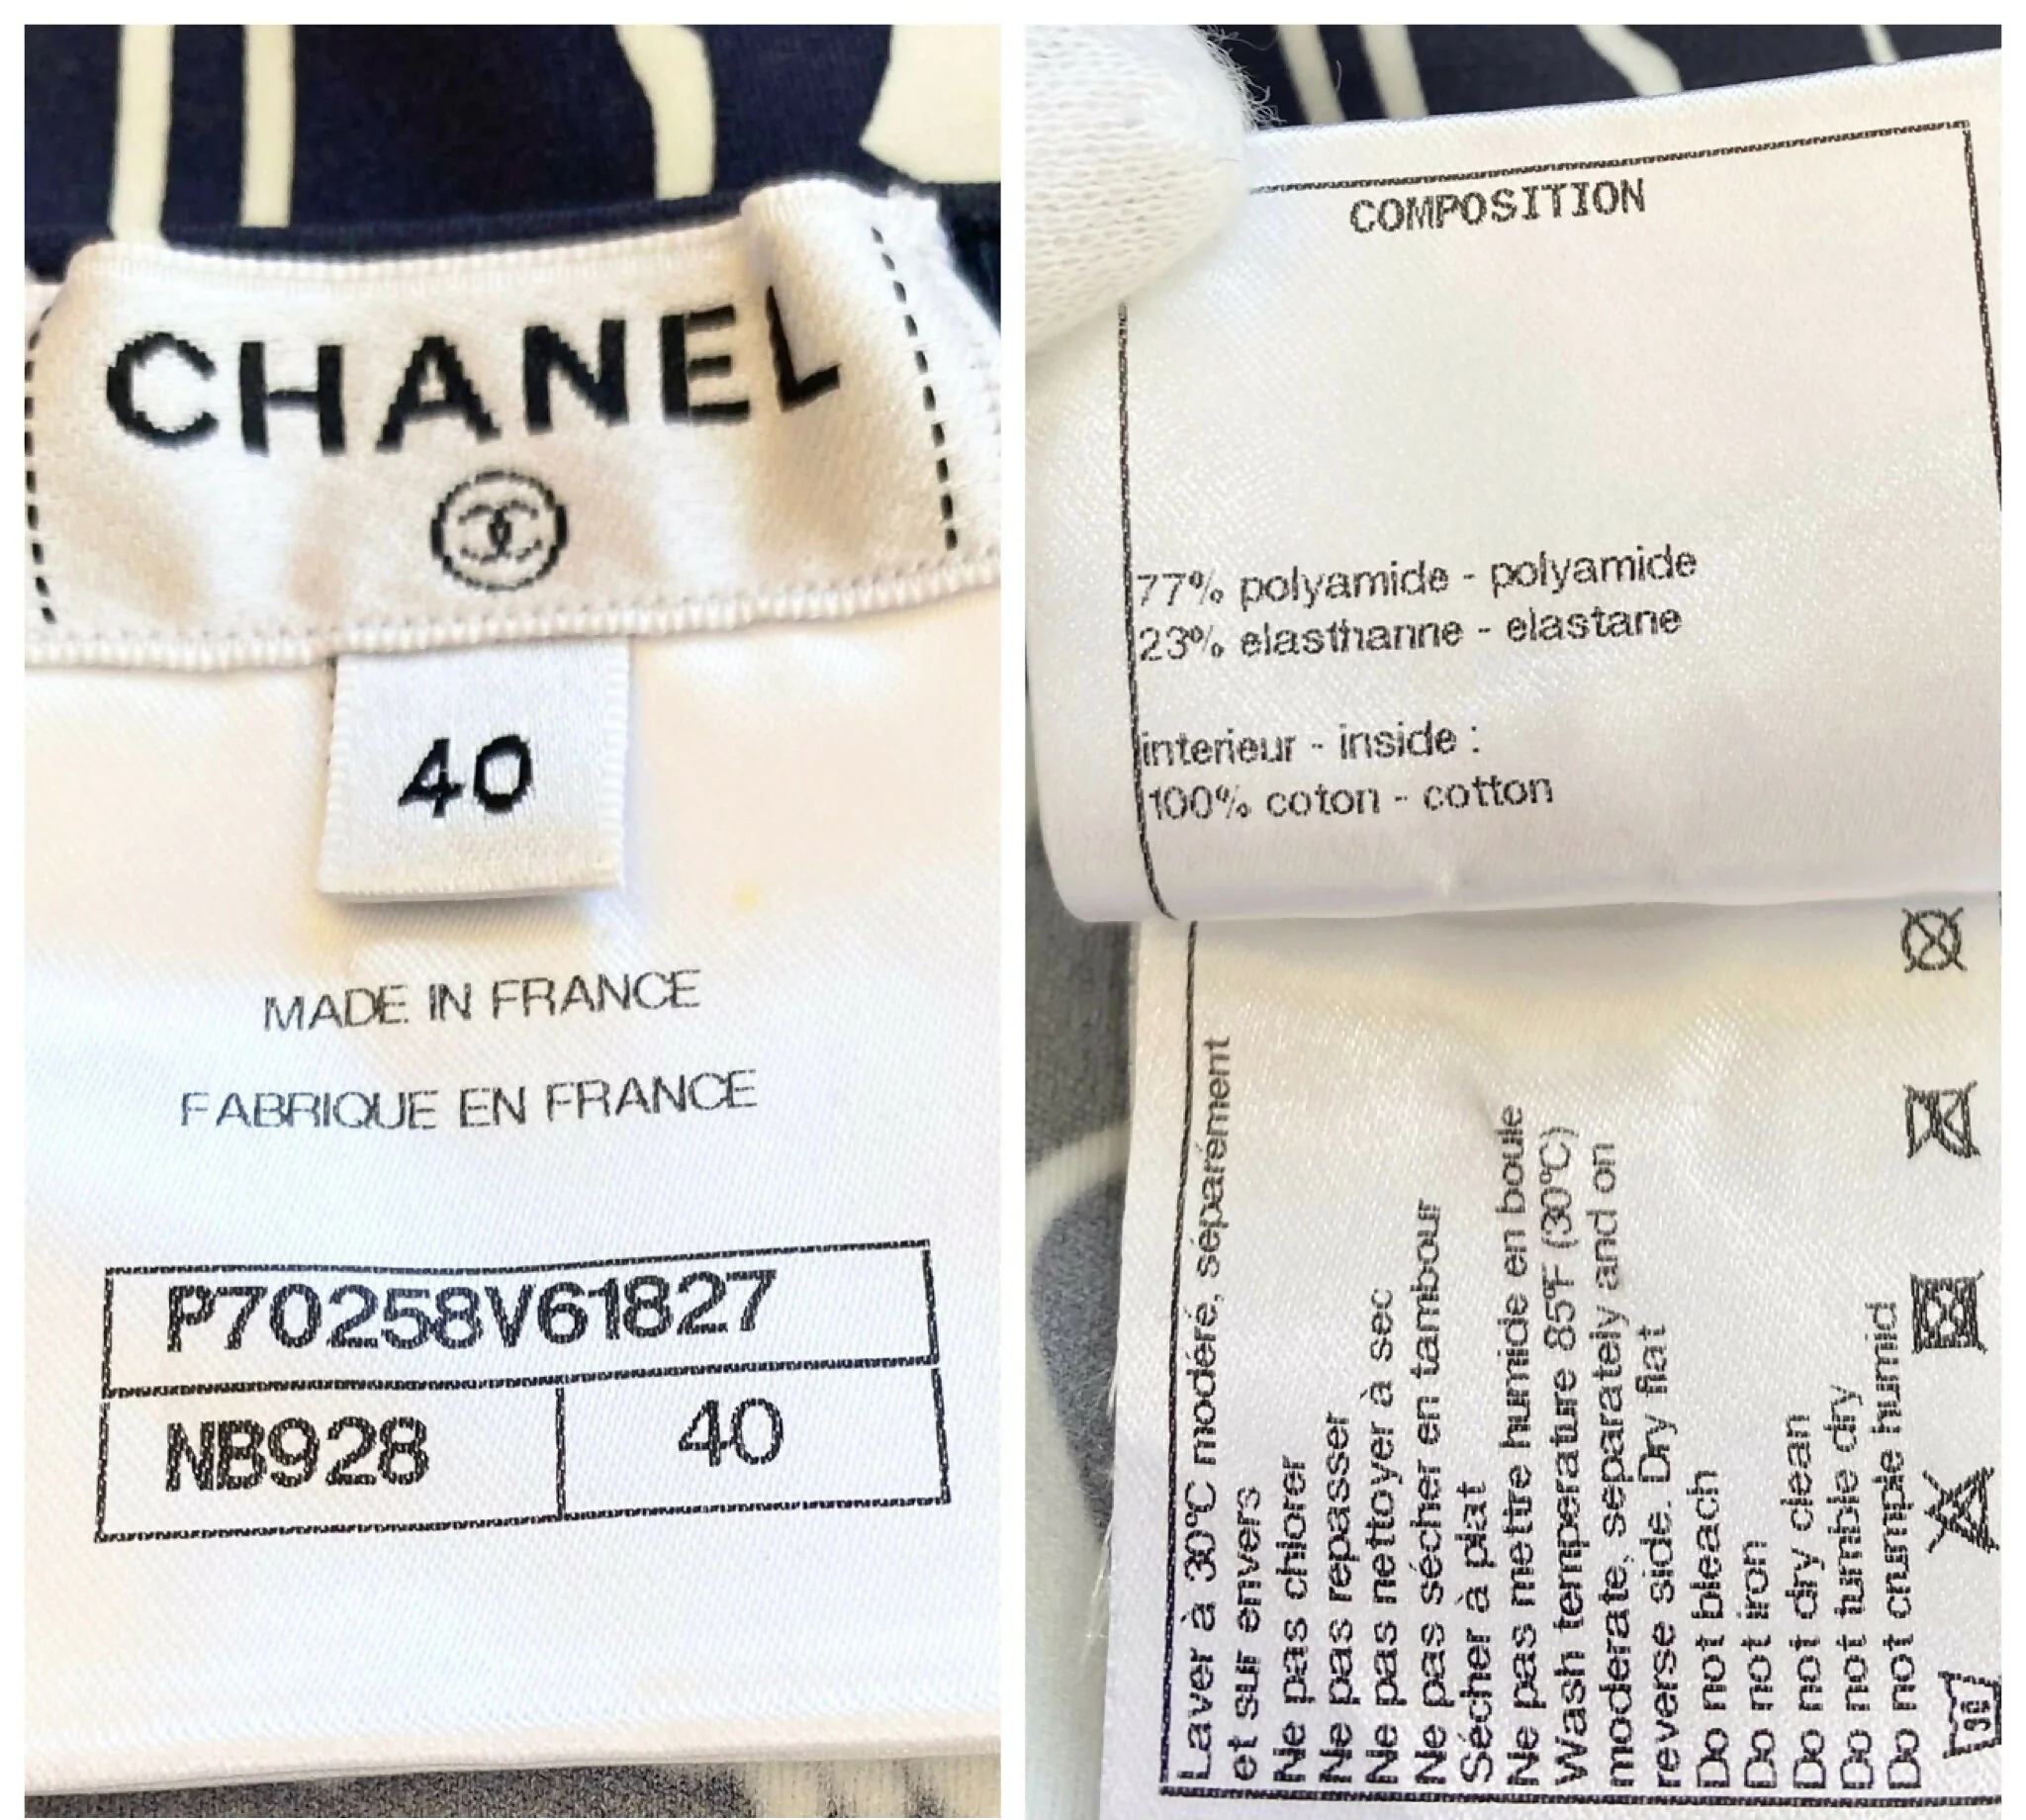 CHANEL
40
MADE IN FRANCE
FABRIQUE EN FRANCE
P70258V61827
NB928
40
COMPOSITION
77% polyamide - polyamide
23% elasthanne - elastane
interieur - inside :
100% coton - cotton
Laver à 30°C modéré, séparément
et sur envers
Ne pas chlorer
Ne pas repasser
Ne pas nettoyer à sec
Ne pas sécher en tambour
Sécher à plat
Ne pas mettre humide en boule
Wash temperature 85°F (30°C)
moderate, separately and on
reverse side. Dry flat
Do not bleach
Do not iron
Do not dry clean
Do not tumble dry
Do not crumple humid
30